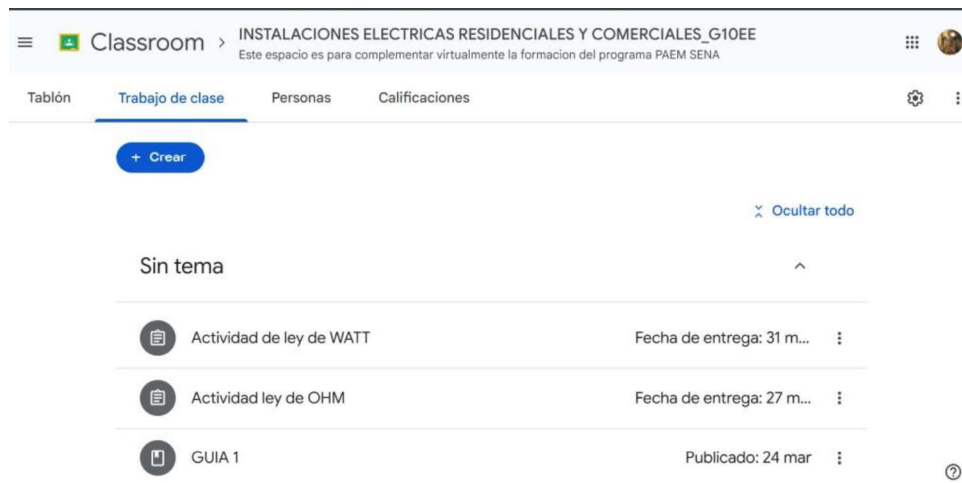 Classroom > INSTALACIONES ELECTRICAS RESIDENCIALES Y COMERCIALES_G10EE
Este espacio es para complementar virtualmente la formacion del programa PAEM SENA
Tablón Trabajo de clase Personas Calificaciones
+ Crear
Ocultar todo
Sin tema
Actividad de ley de WATT Fecha de entrega: 31 m...
Actividad ley de OHM Fecha de entrega: 27 m...
GUIA 1 Publicado: 24 mar